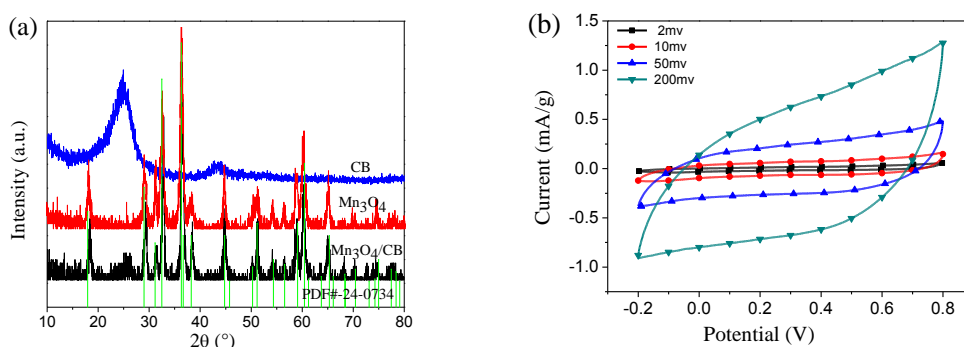 (a)
Intensity (a.u.)
CB
Mn₃O₄
Mn₃O₄/CB
PDF#-24-0734
10 20 30 40 50 60 70 80
2θ (°)
(b)
2mv
10mv
50mv
200mv
Current (mA/g)
1.5
1.0
0.5
0.0
-0.5
-1.0
-0.2 0.0 0.2 0.4 0.6 0.8
Potential (V)